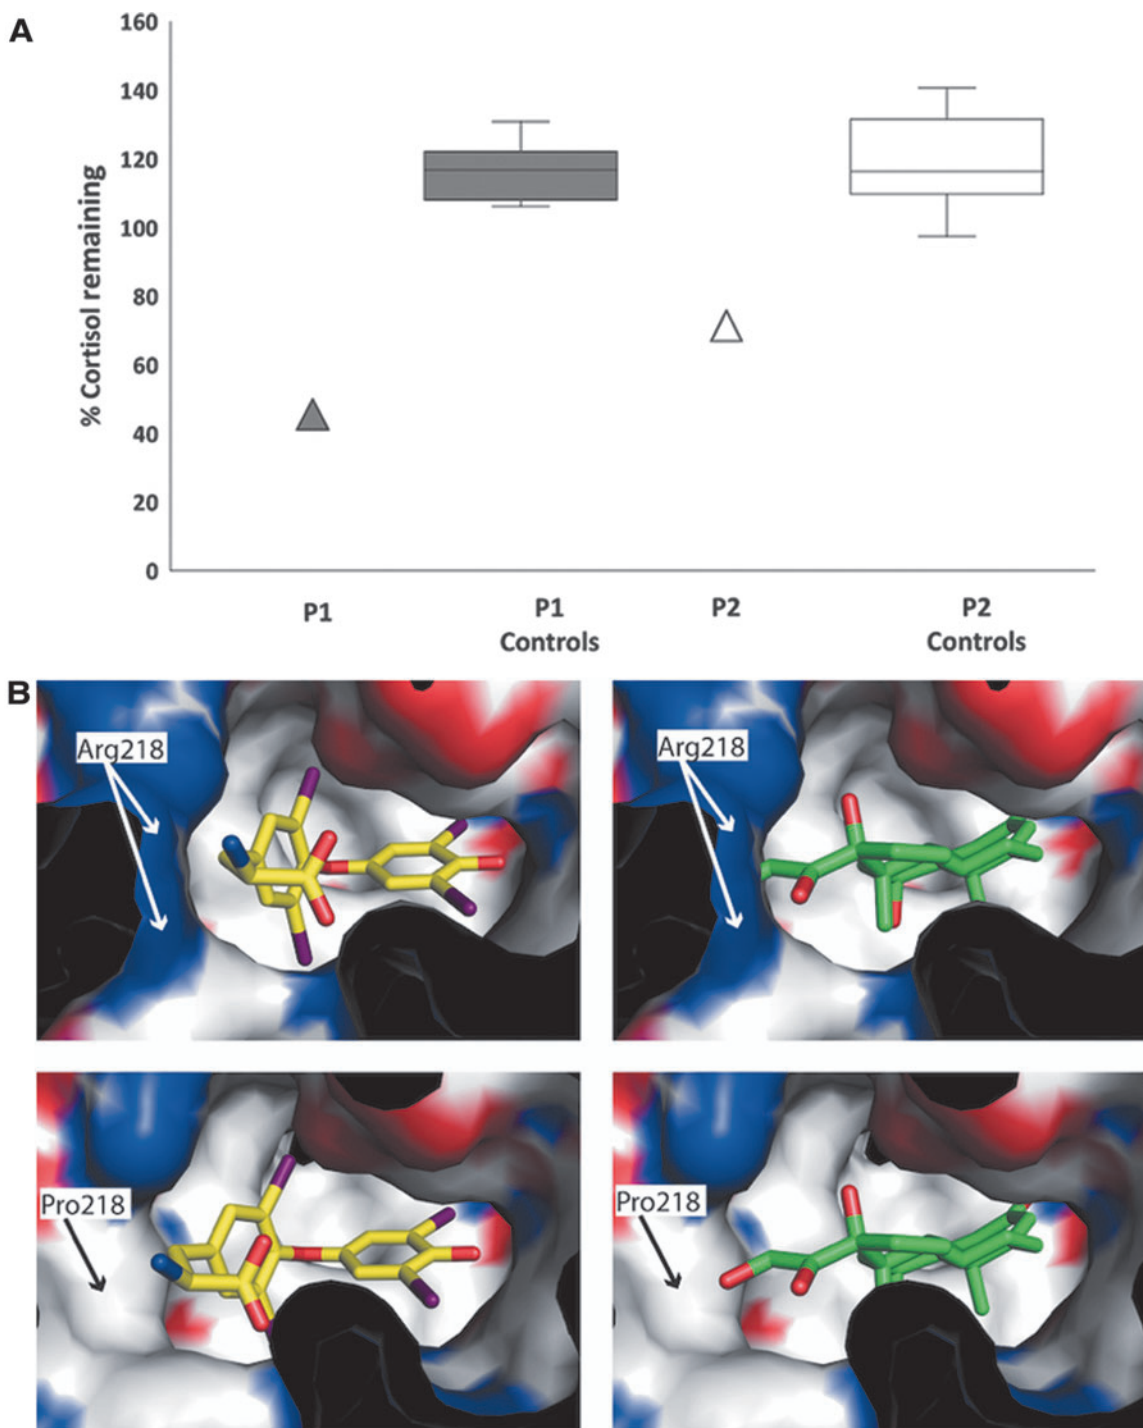 A
160
140
120
100
80
60
40
20
0
% Cortisol remaining
P1
P1
Controls
P2
P2
Controls
B
Arg218
Arg218
Pro218
Pro218